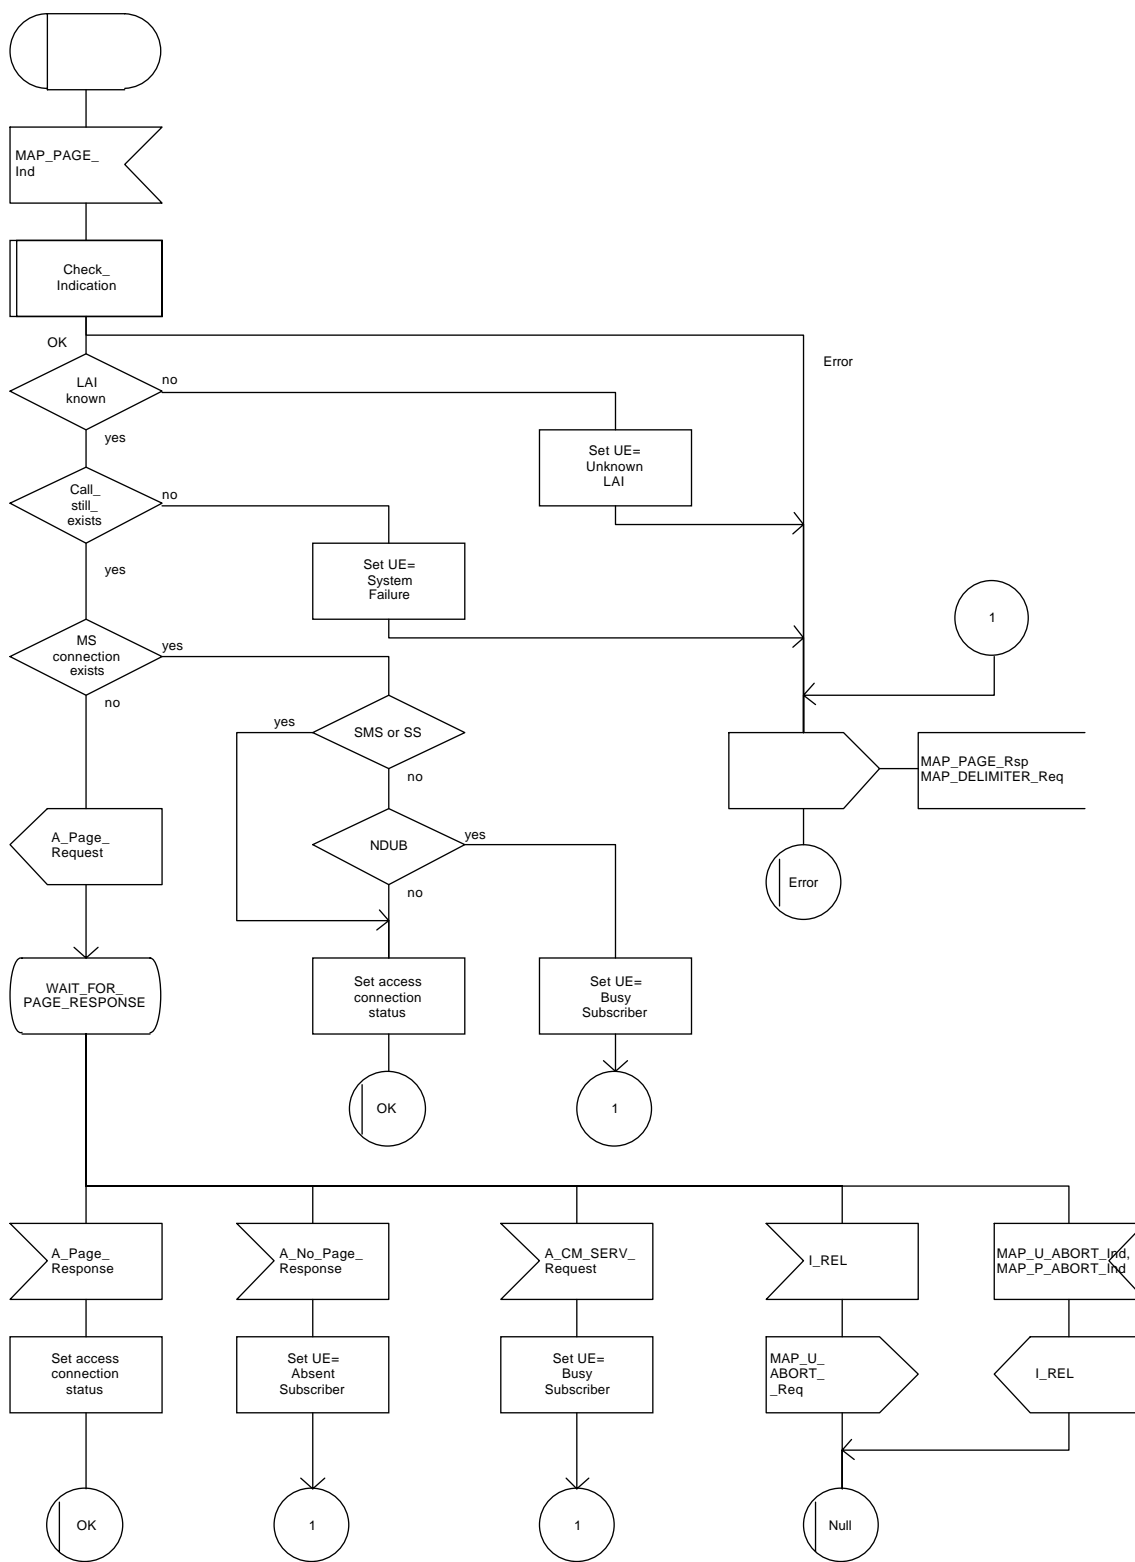 MAP_PAGE_
Ind
Check_
Indication
OK
Error
LAI
known
no
yes
Set UE=
Unknown
LAI
Call_
still_
exists
no
yes
Set UE=
System
Failure
1
MS
connection
exists
yes
no
yes
SMS or SS
no
MAP_PAGE_Rsp
MAP_DELIMITER_Req
A_Page_
Request
NDUB
yes
no
Error
WAIT_FOR_
PAGE_RESPONSE
Set access
connection
status
Set UE=
Busy
Subscriber
OK
1
A_Page_
Response
A_No_Page_
Response
A_CM_SERV_
Request
I_REL
MAP_U_ABORT_Ind,
MAP_P_ABORT_Ind
Set access
connection
status
Set UE=
Absent
Subscriber
Set UE=
Busy
Subscriber
MAP_U_
ABORT_
_Req
I_REL
OK
1
1
Null